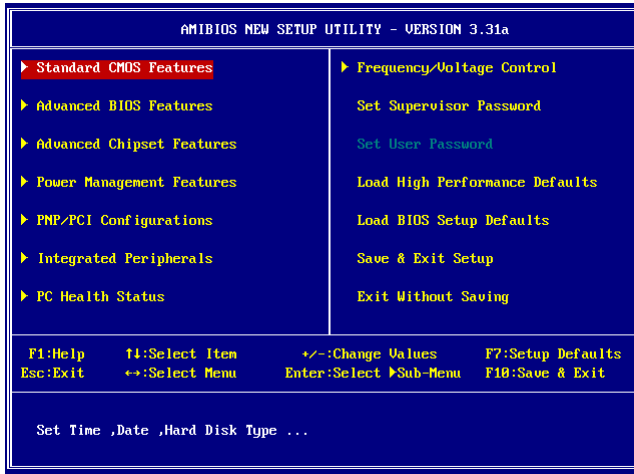 AMIBIOS NEW SETUP UTILITY - VERSION 3.31a
Standard CMOS Features
Advanced BIOS Features
Advanced Chipset Features
Power Management Features
PNP/PCI Configurations
Integrated Peripherals
PC Health Status
Frequency/Voltage Control
Set Supervisor Password
Set User Password
Load High Performance Defaults
Load BIOS Setup Defaults
Save & Exit Setup
Exit Without Saving
F1:Help ↑↓:Select Item +/-:Change Values F7:Setup Defaults
Esc:Exit ↔:Select Menu Enter:Select ▶Sub-Menu F10:Save & Exit
Set Time ,Date ,Hard Disk Type ...